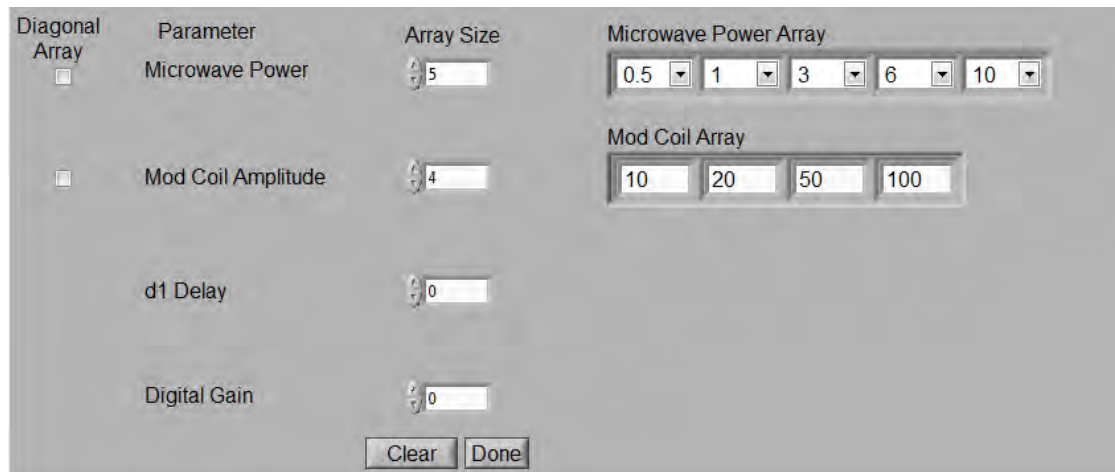 Diagonal Array
Parameter
Array Size
Microwave Power Array
Microwave Power
5
0.5 1 3 6 10
Mod Coil Array
Mod Coil Amplitude
4
10 20 50 100
d1 Delay
0
Digital Gain
0
Clear Done